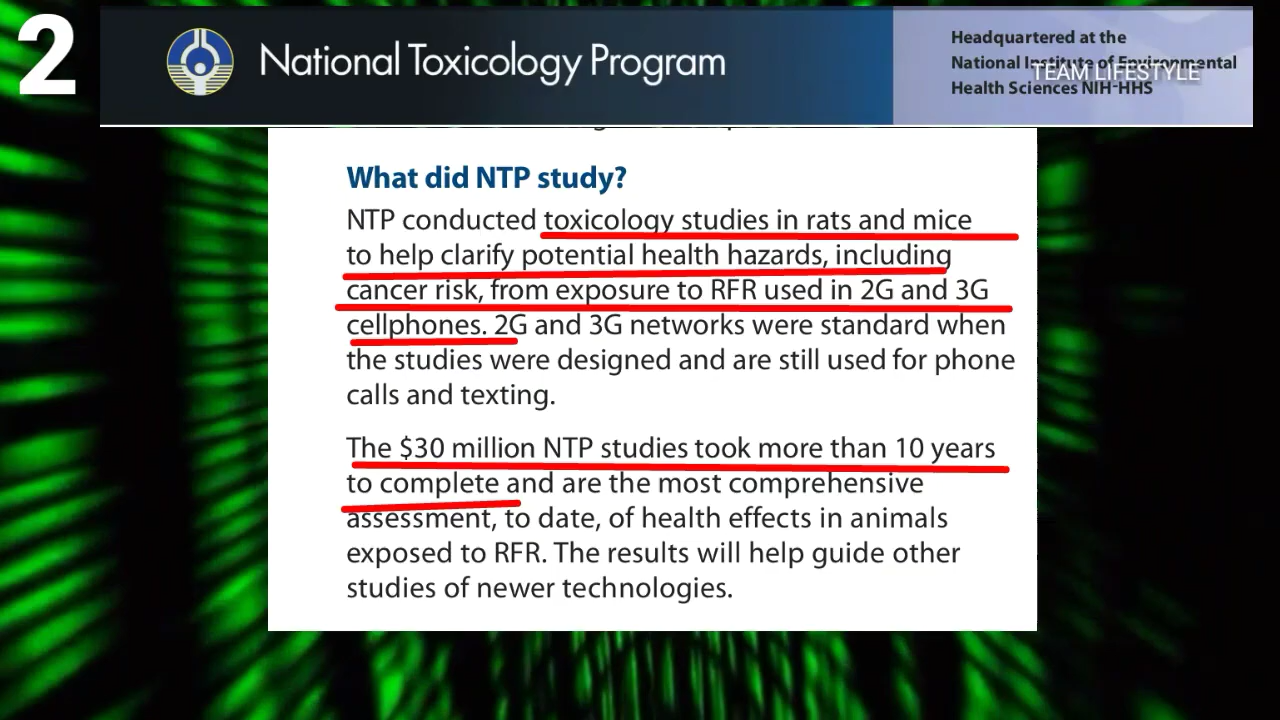 2
National Toxicology Program
Headquartered at the
National Institute of Environmental
TEAM LIFESTYLE
Health Sciences NIH-HHS
What did NTP study?
NTP conducted toxicology studies in rats and mice
to help clarify potential health hazards, including
cancer risk, from exposure to RFR used in 2G and 3G
cellphones. 2G and 3G networks were standard when
the studies were designed and are still used for phone
calls and texting.
The $30 million NTP studies took more than 10 years
to complete and are the most comprehensive
assessment, to date, of health effects in animals
exposed to RFR. The results will help guide other
studies of newer technologies.